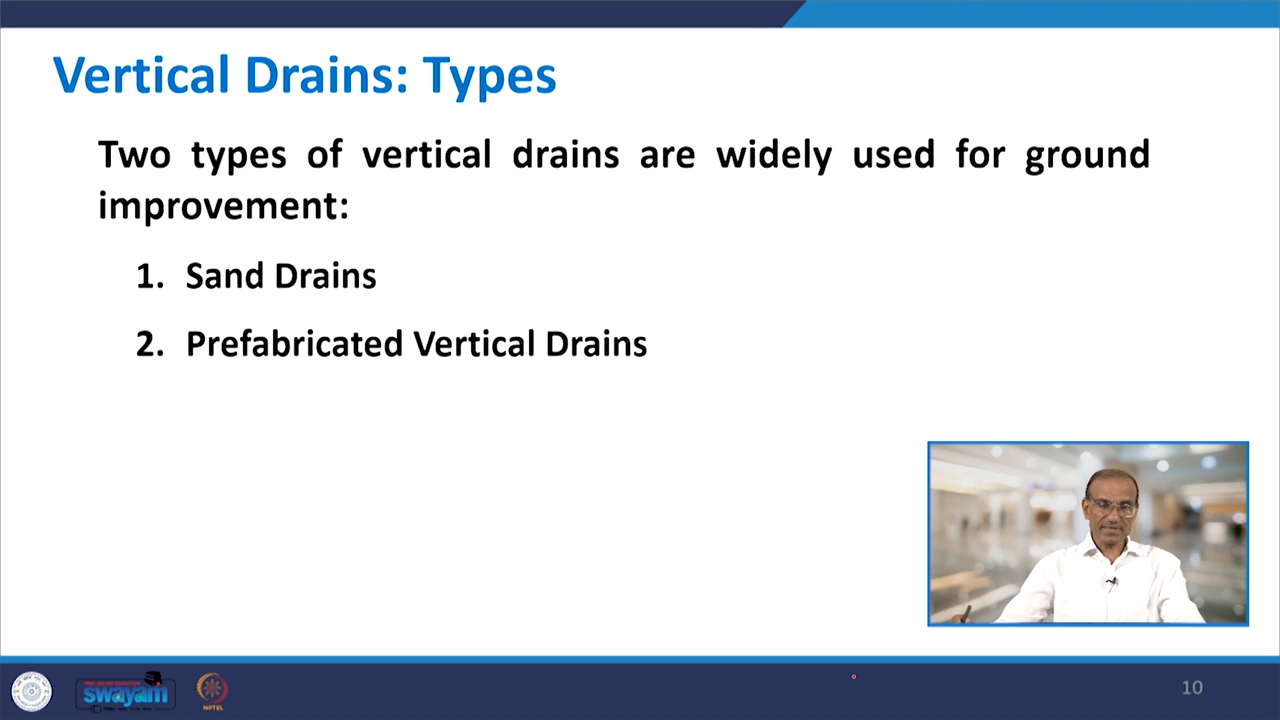 Vertical Drains: Types
Two types of vertical drains are widely used for ground
improvement:
1. Sand Drains
2. Prefabricated Vertical Drains
swayam
NPTEL
10